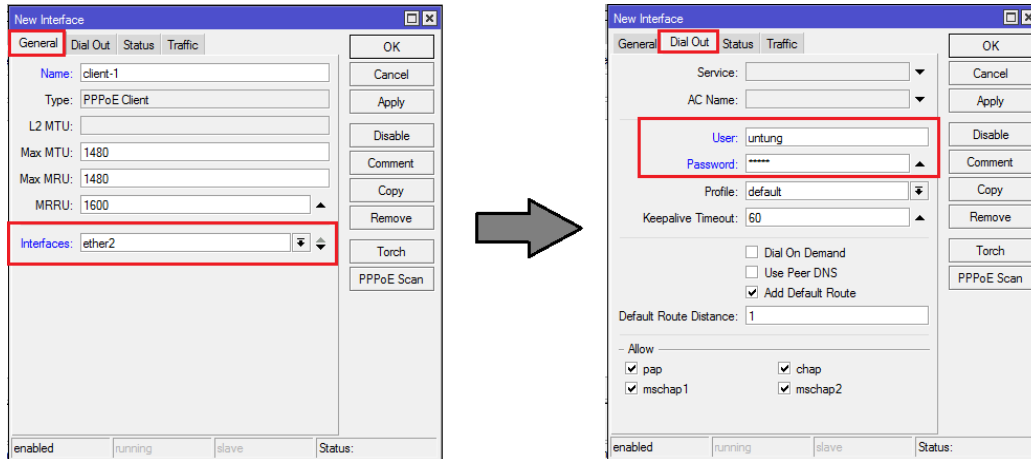 New Interface
General Dial Out Status Traffic
Name: client-1
Type: PPPoE Client
L2 MTU:
Max MTU: 1480
Max MRU: 1480
MRRU: 1600
Interfaces: ether2
OK
Cancel
Apply
Disable
Comment
Copy
Remove
Torch
PPPoE Scan
enabled running slave Status:
New Interface
General Dial Out Status Traffic
Service:
AC Name:
User: untung
Password: *****
Profile: default
Keepalive Timeout: 60
Dial On Demand
Use Peer DNS
Add Default Route
Default Route Distance: 1
Allow
pap chap
mschap1 mschap2
OK
Cancel
Apply
Disable
Comment
Copy
Remove
Torch
PPPoE Scan
enabled running slave Status: